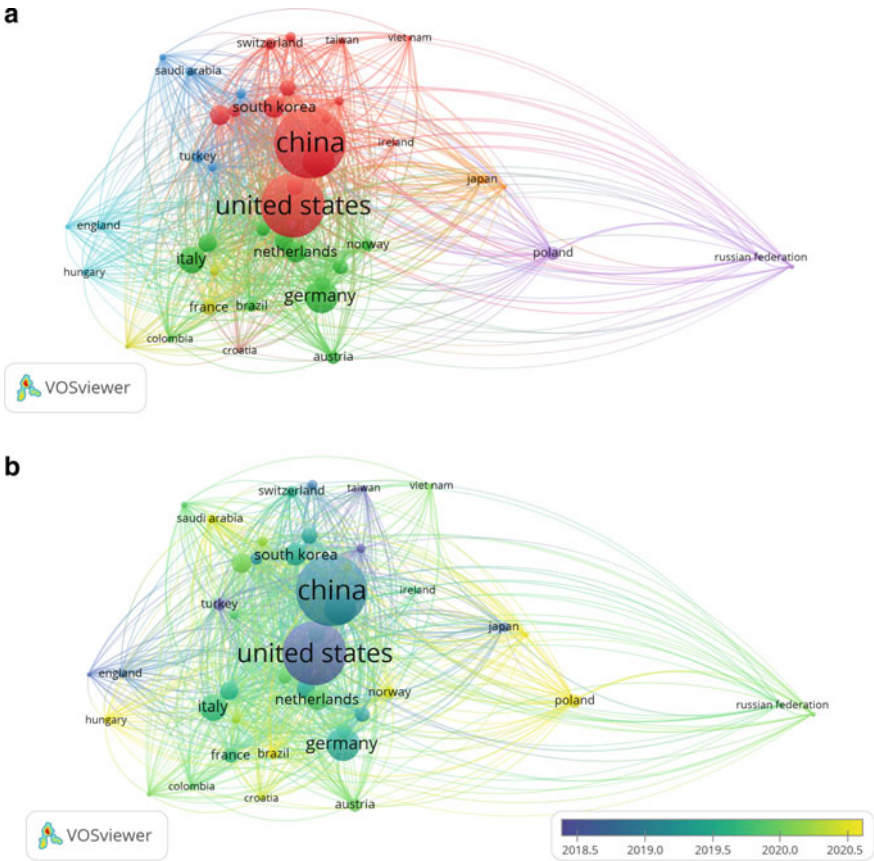 a
switzerland
taiwan
viet nam
saudi arabia
south korea
china
ireland
turkey
japan
united states
england
norway
netherlands
poland
italy
russian federation
hungary
germany
france
brazil
colombia
croatia
austria
VOSviewer
b
switzerland
taiwan
viet nam
saudi arabia
south korea
china
ireland
turkey
japan
united states
england
norway
netherlands
poland
italy
russian federation
hungary
germany
france
brazil
colombia
croatia
austria
VOSviewer
2018.5 2019.0 2019.5 2020.0 2020.5